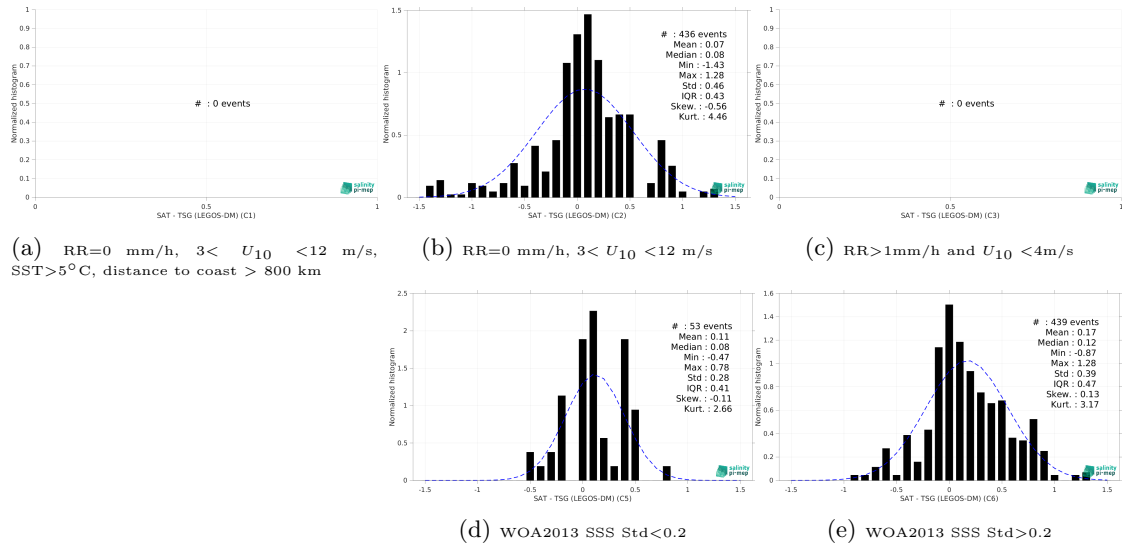 1
0.9
0.8
0.7
0.6
0.5
0.4
0.3
0.2
0.1
0
Normalized histogram
# : 0 events
salinity
pi-mep
0 0.5 1
SAT - TSG (LEGOS-DM) (C1)
(a) RR=0 mm/h, 3< U10 <12 m/s,
SST>5°C, distance to coast > 800 km
1.5
1
0.5
0
Normalized histogram
# : 436 events
Mean : 0.07
Median : 0.08
Min : -1.43
Max : 1.28
Std : 0.46
IQR : 0.43
Skew. : -0.56
Kurt. : 4.46
salinity
pi-mep
-1.5 -1 -0.5 0 0.5 1 1.5
SAT - TSG (LEGOS-DM) (C2)
(b) RR=0 mm/h, 3< U10 <12 m/s
1
0.9
0.8
0.7
0.6
0.5
0.4
0.3
0.2
0.1
0
Normalized histogram
# : 0 events
salinity
pi-mep
0 0.5 1
SAT - TSG (LEGOS-DM) (C3)
(c) RR>1mm/h and U10 <4m/s
2.5
2
1.5
1
0.5
0
Normalized histogram
# : 53 events
Mean : 0.11
Median : 0.08
Min : -0.47
Max : 0.78
Std : 0.28
IQR : 0.41
Skew. : -0.11
Kurt. : 2.66
salinity
pi-mep
-1.5 -1 -0.5 0 0.5 1 1.5
SAT - TSG (LEGOS-DM) (C5)
(d) WOA2013 SSS Std<0.2
1.6
1.4
1.2
1
0.8
0.6
0.4
0.2
0
Normalized histogram
# : 439 events
Mean : 0.17
Median : 0.12
Min : -0.87
Max : 1.28
Std : 0.39
IQR : 0.47
Skew. : 0.13
Kurt. : 3.17
salinity
pi-mep
-1.5 -1 -0.5 0 0.5 1 1.5
SAT - TSG (LEGOS-DM) (C6)
(e) WOA2013 SSS Std>0.2